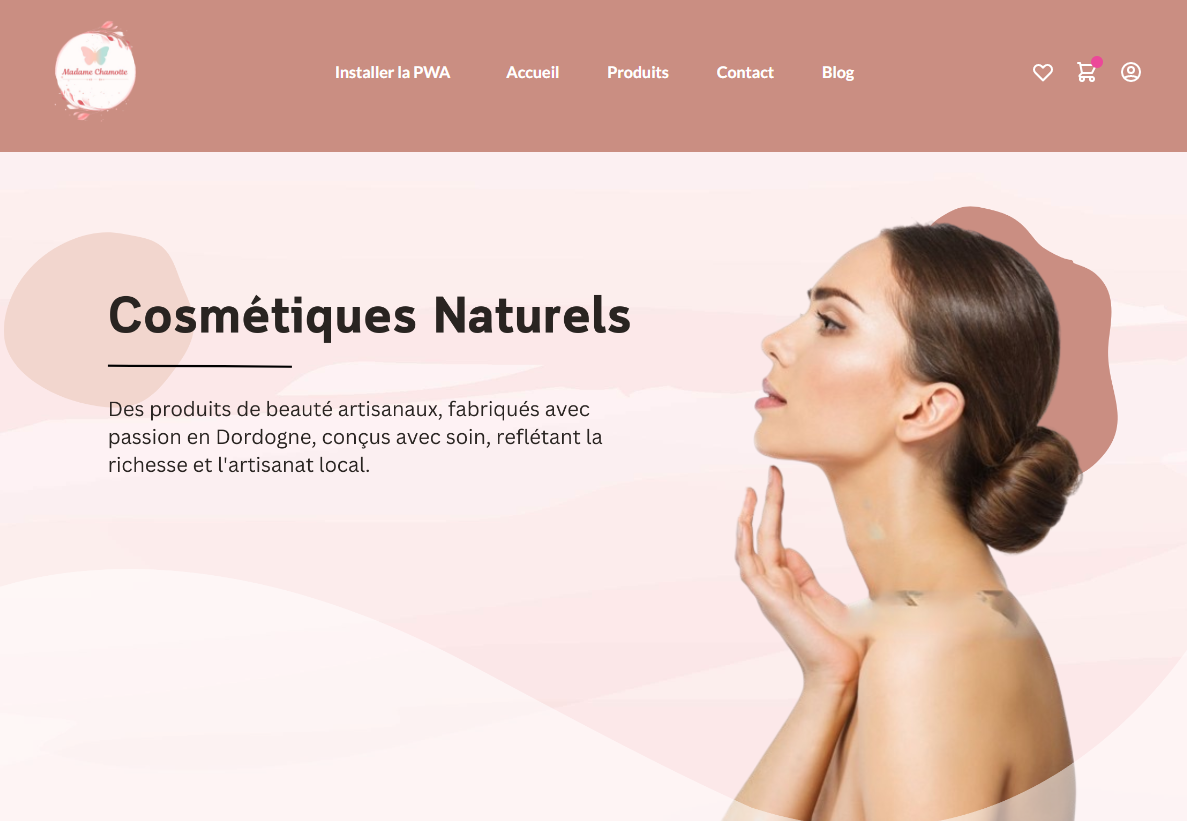 Madame Chamotte
Installer la PWA
Accueil
Produits
Contact
Blog
Cosmétiques Naturels
Des produits de beauté artisanaux, fabriqués avec
passion en Dordogne, conçus avec soin, reflétant la
richesse et l'artisanat local.